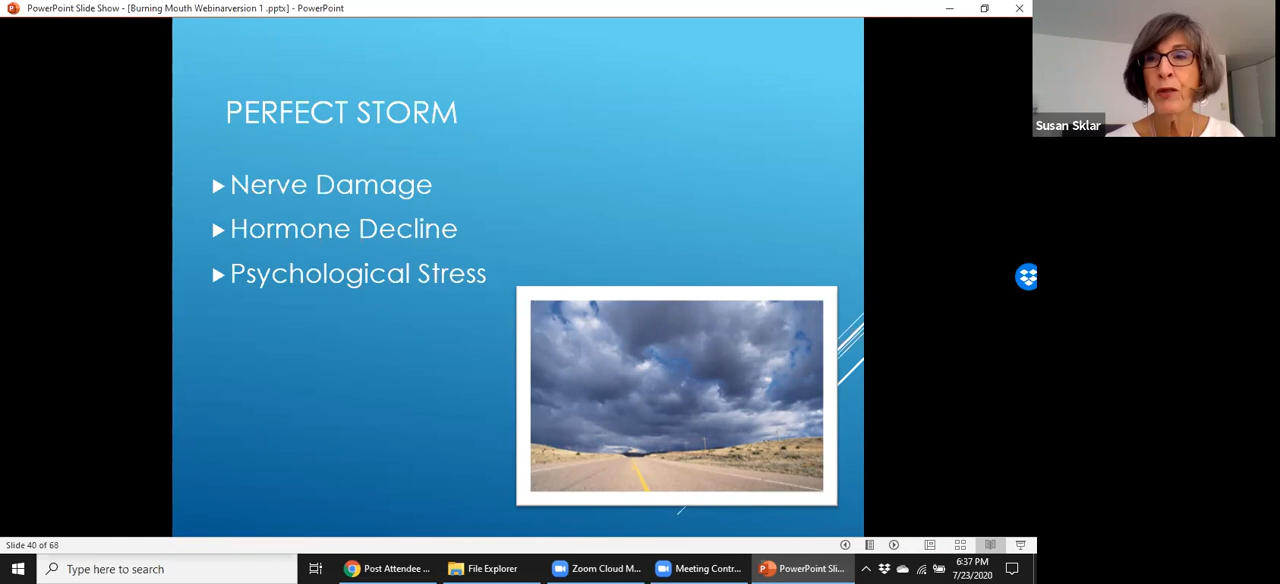 PowerPoint Slide Show - [Burning Mouth Webinarversion 1 .pptx] - PowerPoint
PERFECT STORM
Nerve Damage
Hormone Decline
Psychological Stress
Susan Sklar
Slide 40 of 68
Type here to search
Post Attendee ...
File Explorer
Zoom Cloud M...
Meeting Contr...
PowerPoint Sli...
6:37 PM
7/23/2020